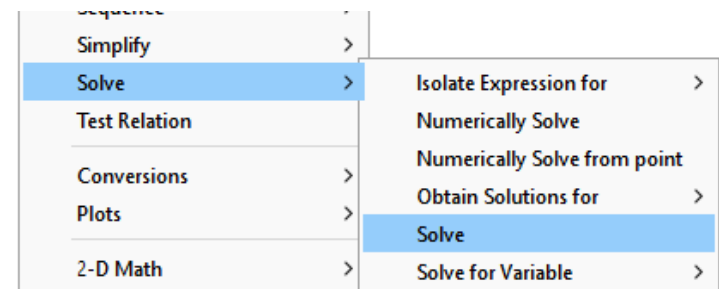 Simplify >
Solve >
Test Relation
Conversions >
Plots >
2-D Math >
Isolate Expression for >
Numerically Solve
Numerically Solve from point
Obtain Solutions for >
Solve
Solve for Variable >